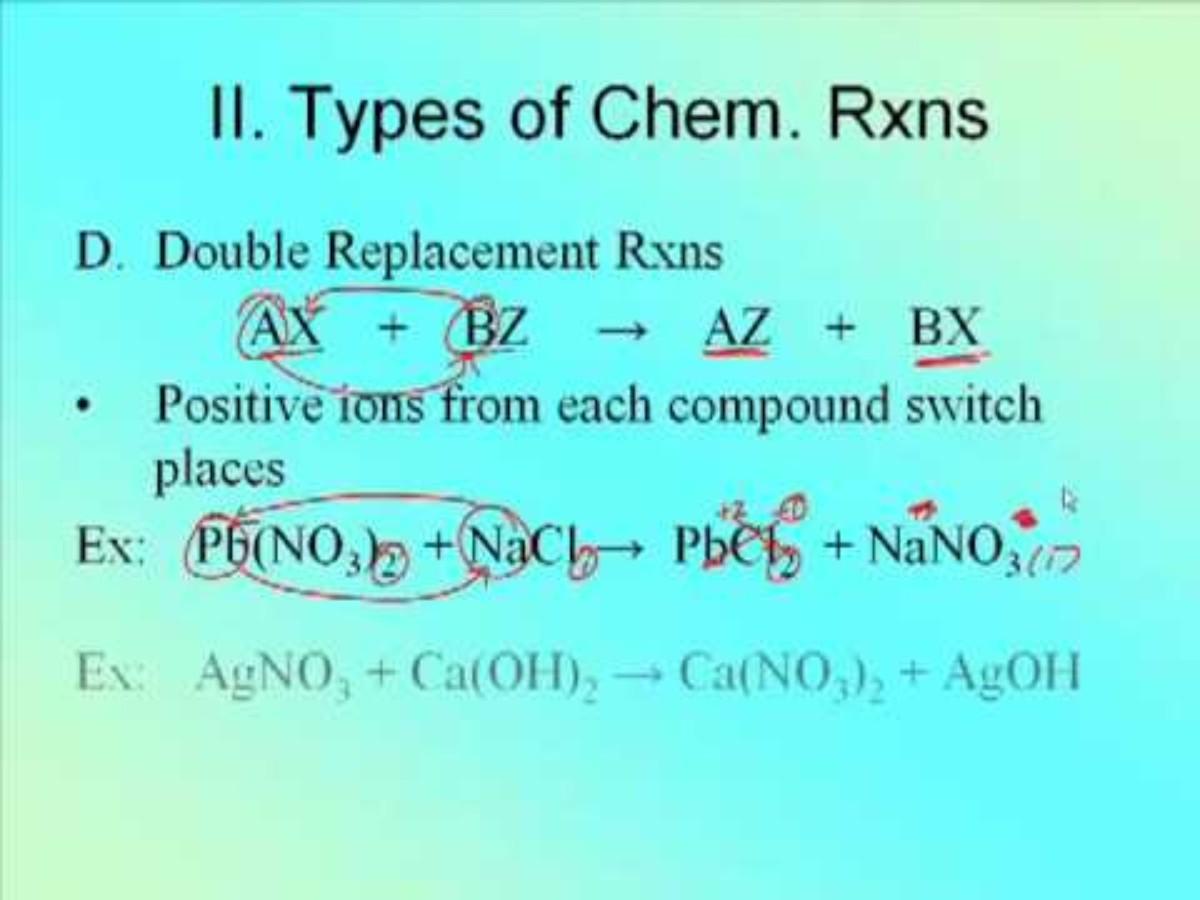 II. Types of Chem. Rxns
D. Double Replacement Rxns
AX + BZ → AZ + BX
• Positive ions from each compound switch
places
+2
Ex: Pb(NO₃)₂ + NaCl → PbCl₂ + NaNO₃
Ex: AgNO₃ + Ca(OH)₂ → Ca(NO₃)₂ + AgOH